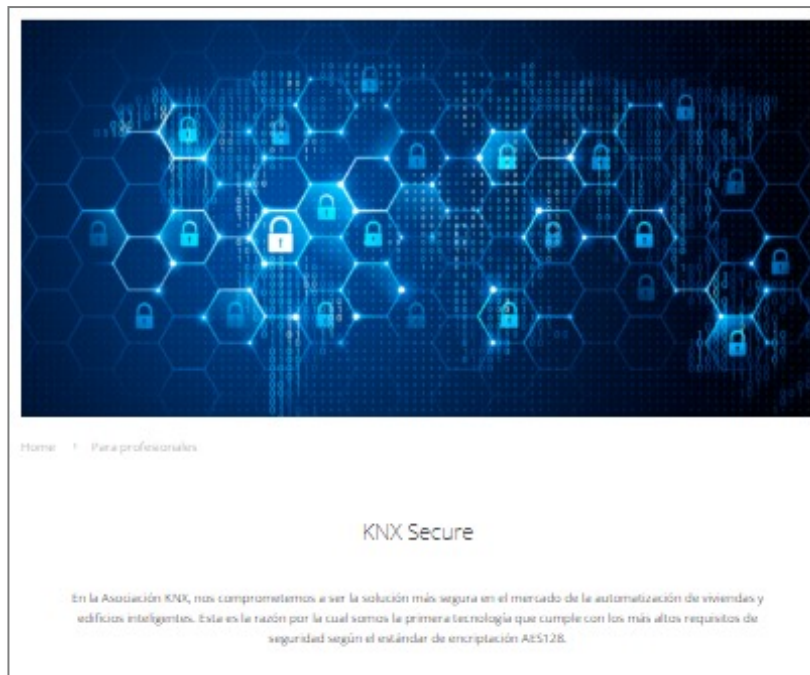 Home › Para profesionales
KNX Secure
En la Asociación KNX, nos comprometemos a ser la solución más segura en el mercado de la automatización de viviendas y
edificios inteligentes. Esta es la razón por la cual somos la primera tecnología que cumple con los más altos requisitos de
seguridad según el estándar de encriptación AES128.